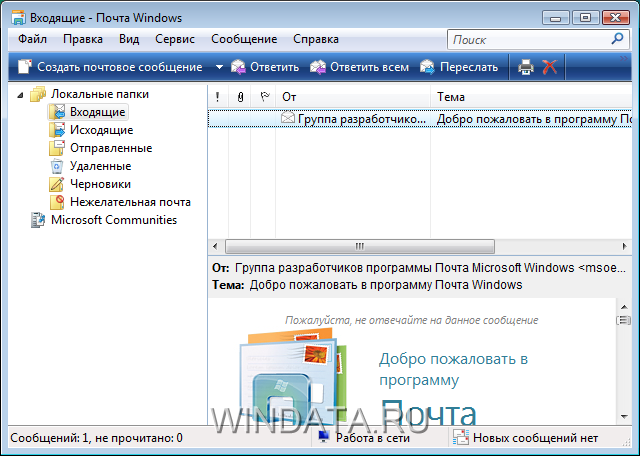 Входящие - Почта Windows
Файл Правка Вид Сервис Сообщение Справка
Поиск
Создать почтовое сообщение Ответить Ответить всем Переслать
Локальные папки
Входящие
Исходящие
Отправленные
Удаленные
Черновики
Нежелательная почта
Microsoft Communities
! От Тема
Группа разработчико... Добро пожаловать в программу По
От: Группа разработчиков программы Почта Microsoft Windows <msoe...
Тема: Добро пожаловать в программу Почта Windows
Пожалуйста, не отвечайте на данное сообщение
Добро пожаловать в
программу
Почта
WINDATA.RU
Сообщений: 1, не прочитано: 0 Работа в сети Новых сообщений нет